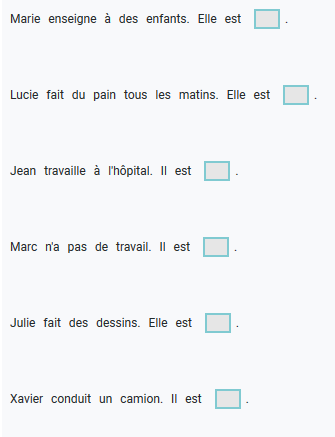 Marie enseigne à des enfants. Elle est .
Lucie fait du pain tous les matins. Elle est .
Jean travaille à l'hôpital. Il est .
Marc n'a pas de travail. Il est .
Julie fait des dessins. Elle est .
Xavier conduit un camion. Il est .